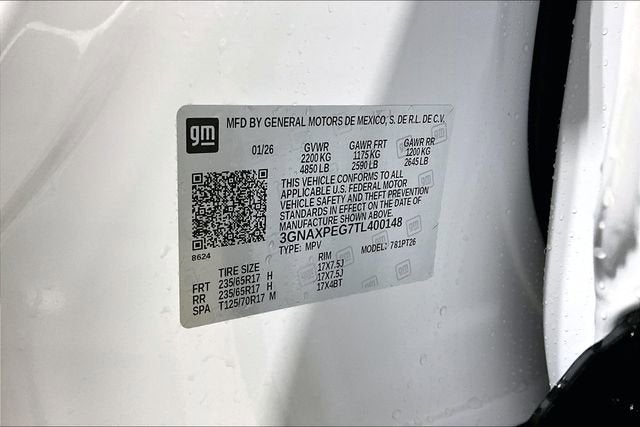 gm MFD BY GENERAL MOTORS DE MEXICO, S. DE R.L. DE C.V.
01/26 GVWR GAWR FRT GAWR RR
2200 KG 1175 KG 1200 KG
4850 LB 2590 LB 2645 LB
THIS VEHICLE CONFORMS TO ALL
APPLICABLE U.S. FEDERAL MOTOR
VEHICLE SAFETY AND THEFT PREVENTION
STANDARDS IN EFFECT ON THE DATE OF
MANUFACTURE SHOWN ABOVE.
3GNAXPEG7TL400148
TYPE: MPV MODEL: 781PT26
8624
TIRE SIZE RIM
FRT 235/65R17 H 17X7.5J
RR 235/65R17 H 17X7.5J
SPA T125/70R17 M 17X4BT